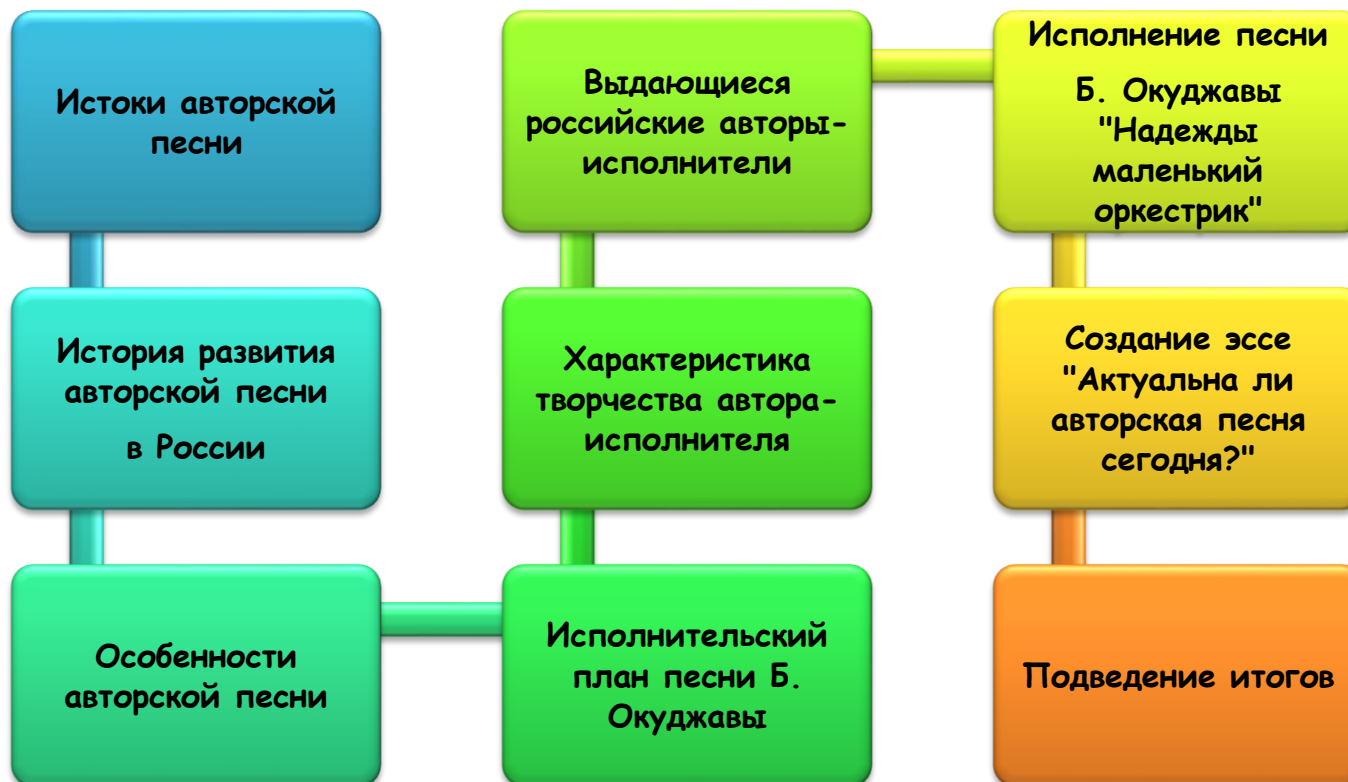 Истоки авторской
песни
История развития
авторской песни
в России
Особенности
авторской песни
Исполнительский
план песни Б.
Окуджавы
Характеристика
творчества автора-
исполнителя
Выдающиеся
российские авторы-
исполнители
Исполнение песни
Б. Окуджавы
"Надежды
маленький
оркестрик"
Создание эссе
"Актуальна ли
авторская песня
сегодня?"
Подведение итогов